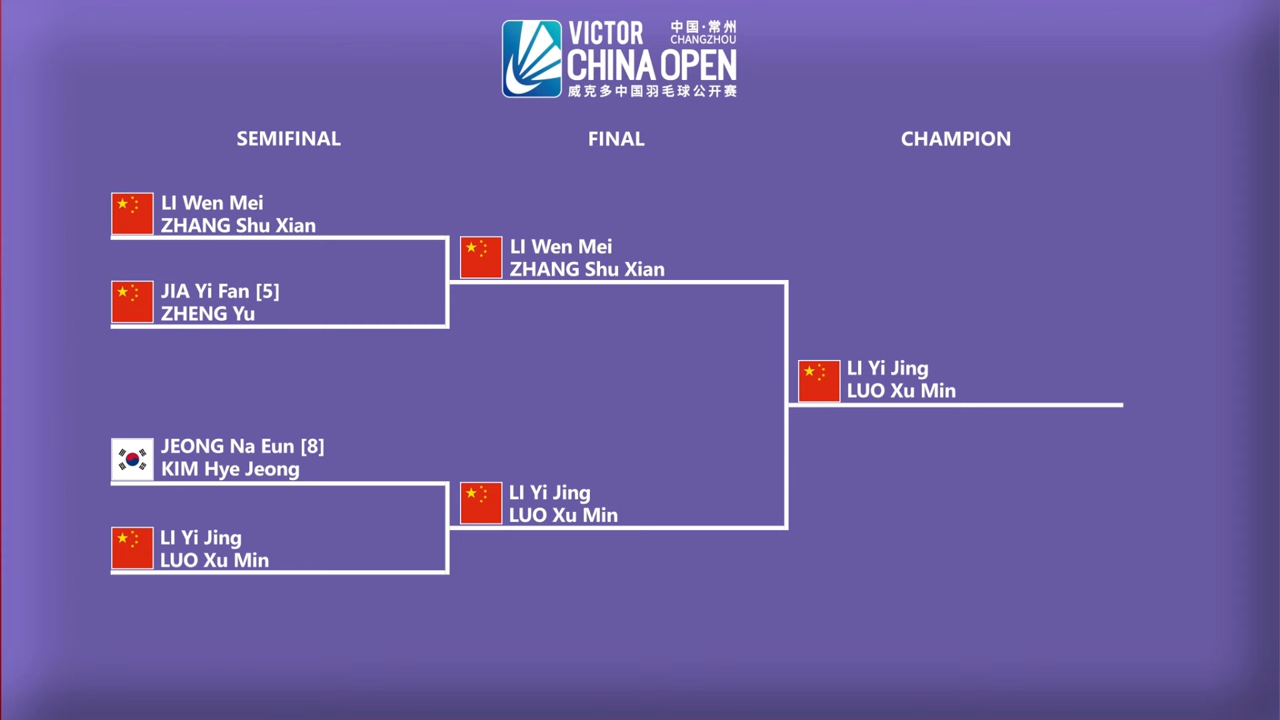 VICTOR
中国·常州
CHANGZHOU
CHINA OPEN
威克多中国羽毛球公开赛
SEMIFINAL
FINAL
CHAMPION
LI Wen Mei
ZHANG Shu Xian
JIA Yi Fan [5]
ZHENG Yu
JEONG Na Eun [8]
KIM Hye Jeong
LI Yi Jing
LUO Xu Min
LI Wen Mei
ZHANG Shu Xian
LI Yi Jing
LUO Xu Min
LI Yi Jing
LUO Xu Min